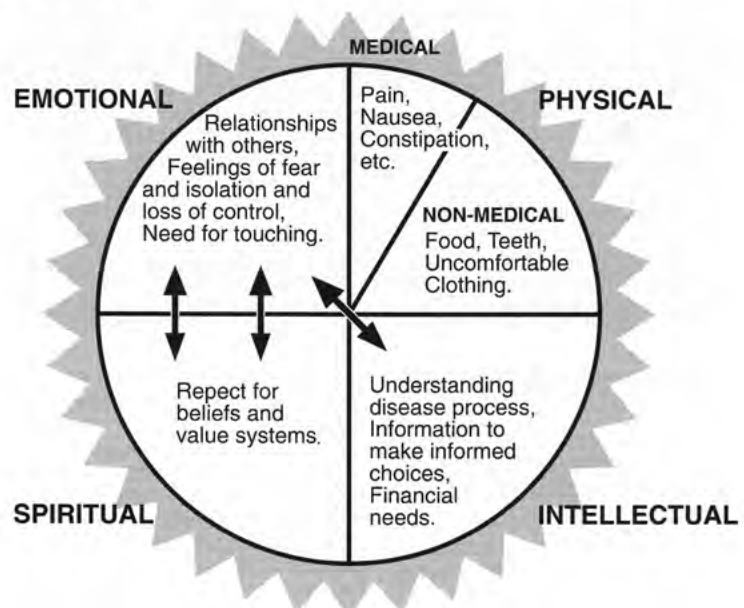 MEDICAL
EMOTIONAL
PHYSICAL
Relationships
with others,
Feelings of fear
and isolation and
loss of control,
Need for touching.
Pain,
Nausea,
Constipation,
etc.
NON-MEDICAL
Food, Teeth,
Uncomfortable
Clothing.
Repect for
beliefs and
value systems.
Understanding
disease process,
Information to
make informed
choices,
Financial
needs.
SPIRITUAL
INTELLECTUAL